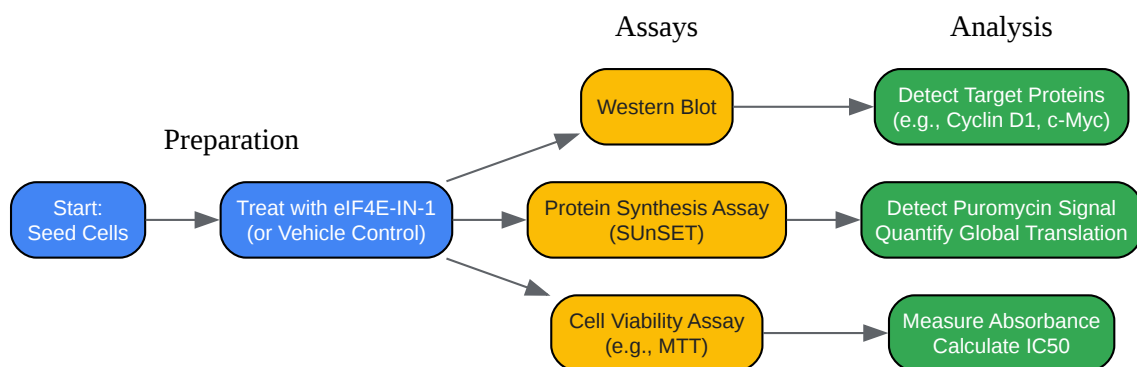 Assays
Analysis
Preparation
Western Blot
Detect Target Proteins
(e.g., Cyclin D1, c-Myc)
Start:
Seed Cells
Treat with eIF4E-IN-1
(or Vehicle Control)
Protein Synthesis Assay
(SUnSET)
Detect Puromycin Signal
Quantify Global Translation
Cell Viability Assay
(e.g., MTT)
Measure Absorbance
Calculate IC50